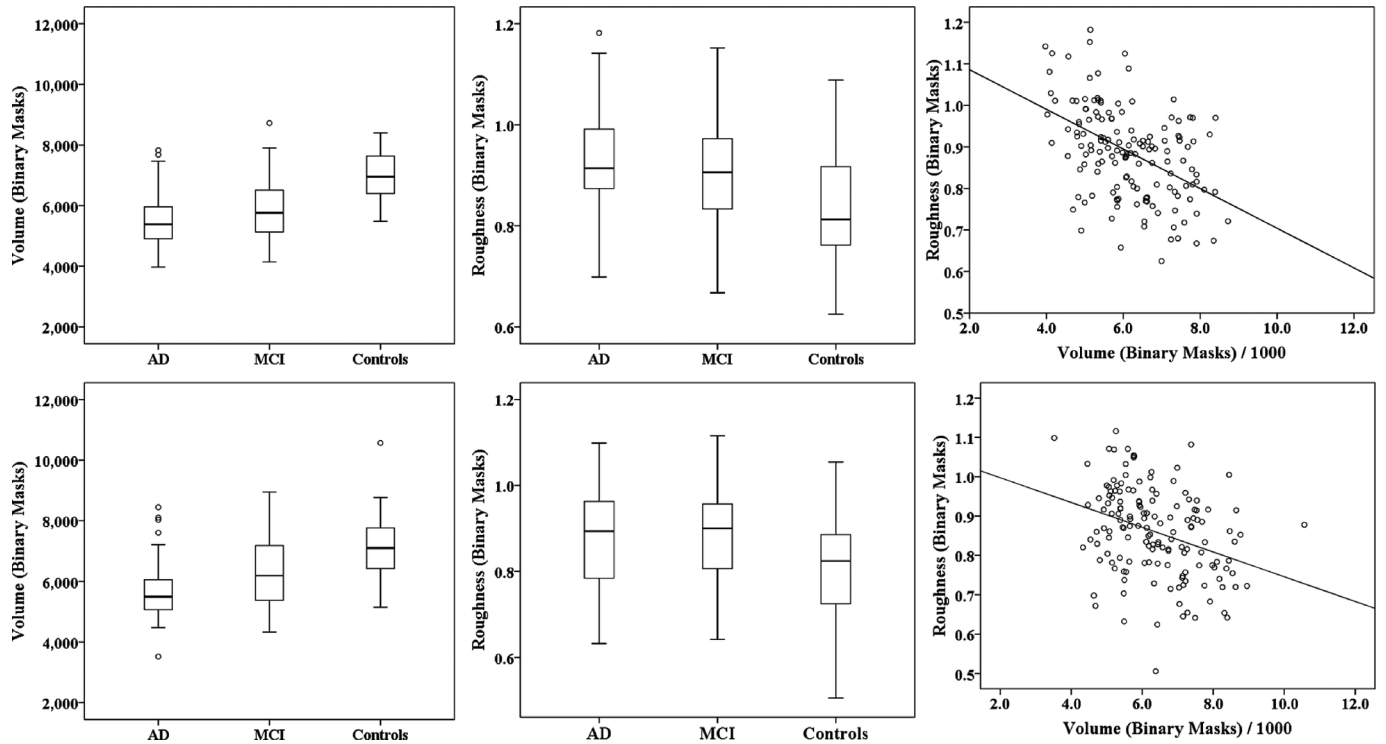 Volume (Binary Masks)
12,000
10,000
8,000
6,000
4,000
2,000
AD MCI Controls
Roughness (Binary Masks)
1.2
1.0
0.8
0.6
AD MCI Controls
Roughness (Binary Masks)
1.2
1.1
1.0
0.9
0.8
0.7
0.6
0.5
2.0 4.0 6.0 8.0 10.0 12.0
Volume (Binary Masks) / 1000
Volume (Binary Masks)
12,000
10,000
8,000
6,000
4,000
2,000
AD MCI Controls
Roughness (Binary Masks)
1.2
1.0
0.8
0.6
AD MCI Controls
Roughness (Binary Masks)
1.2
1.1
1.0
0.9
0.8
0.7
0.6
0.5
2.0 4.0 6.0 8.0 10.0 12.0
Volume (Binary Masks) / 1000